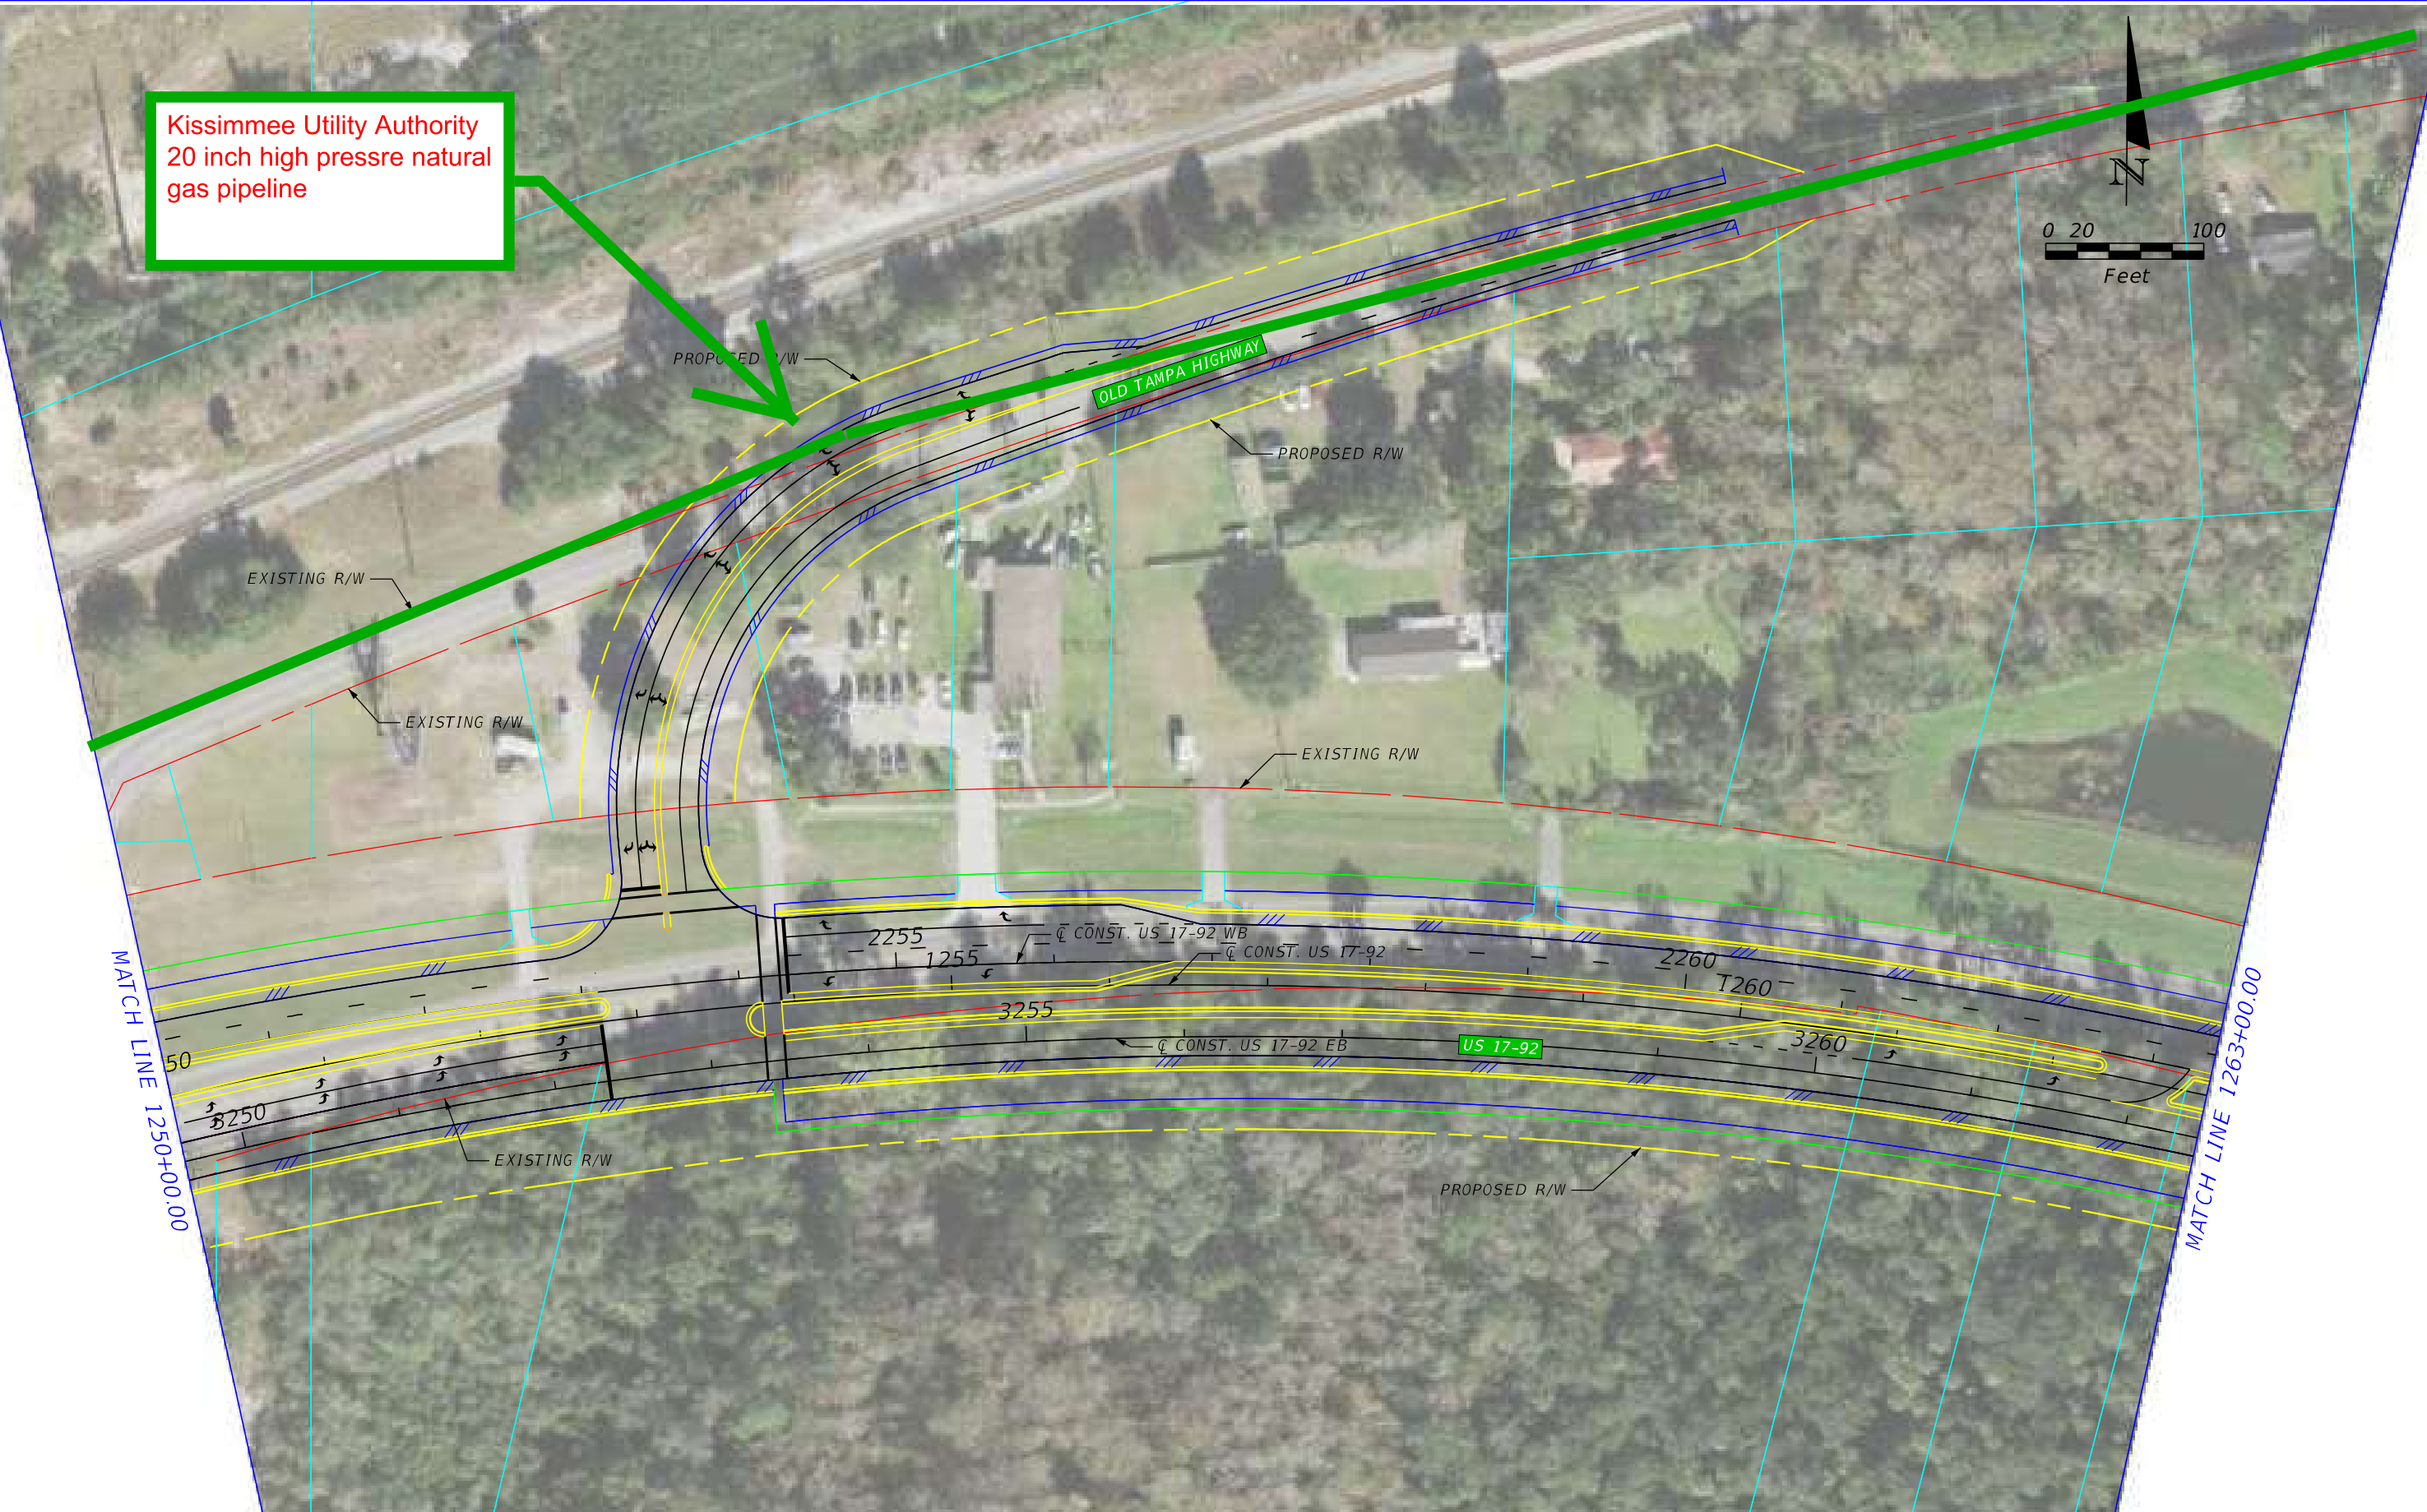 Kissimmee Utility Authority
20 inch high pressre natural
gas pipeline
N
0 20 100
Feet
PROPOSED R/W
OLD TAMPA HIGHWAY
PROPOSED R/W
EXISTING R/W
EXISTING R/W
EXISTING R/W
2255
℄ CONST. US 17-92 WB
1255
℄ CONST. US 17-92
2260
1260
3255
℄ CONST. US 17-92 EB
US 17-92
3260
50
3250
EXISTING R/W
PROPOSED R/W
MATCH LINE 1250+00.00
MATCH LINE 1263+00.00